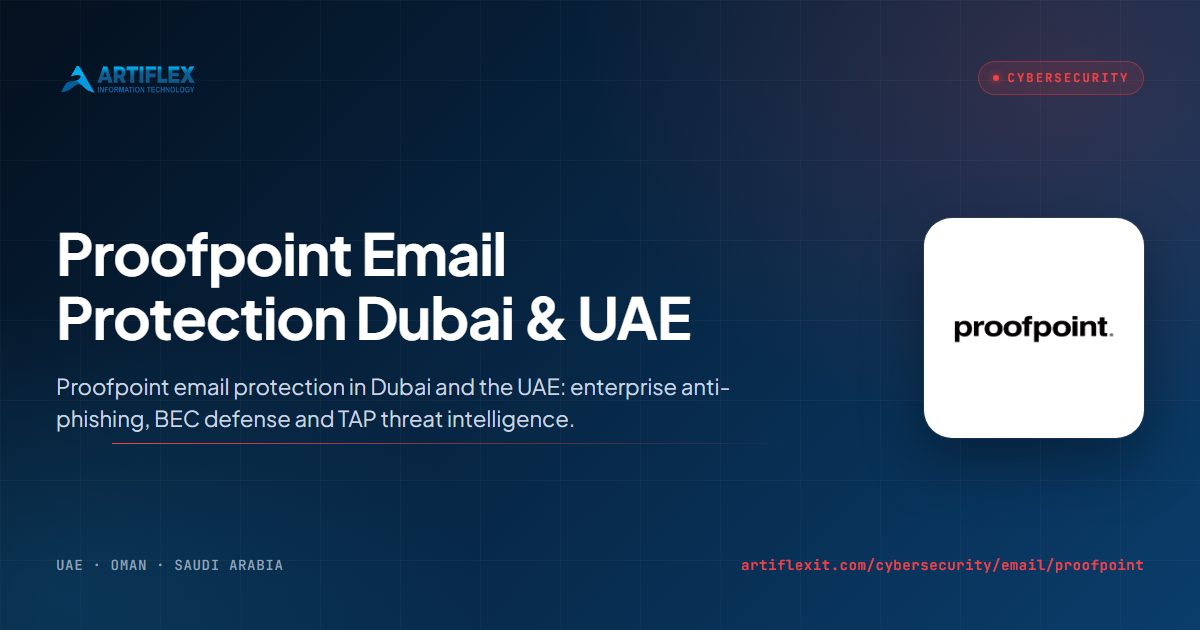 ARTIFLEX
INFORMATION TECHNOLOGY
CYBERSECURITY
Proofpoint Email
Protection Dubai & UAE
Proofpoint email protection in Dubai and the UAE: enterprise anti-
phishing, BEC defense and TAP threat intelligence.
proofpoint.
UAE · OMAN · SAUDI ARABIA
artiflexit.com/cybersecurity/email/proofpoint